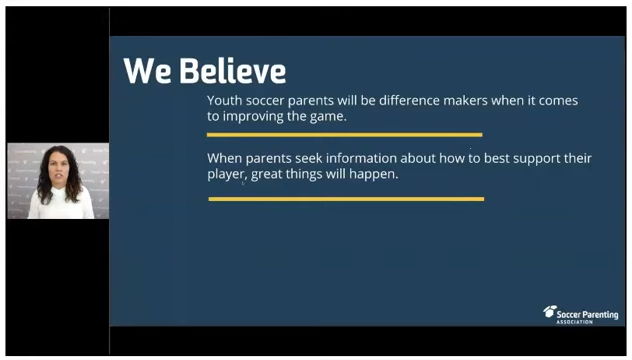 We Believe
Youth soccer parents will be difference makers when it comes
to improving the game.
When parents seek information about how to best support their
player, great things will happen.
Soccer Parenting
ASSOCIATION